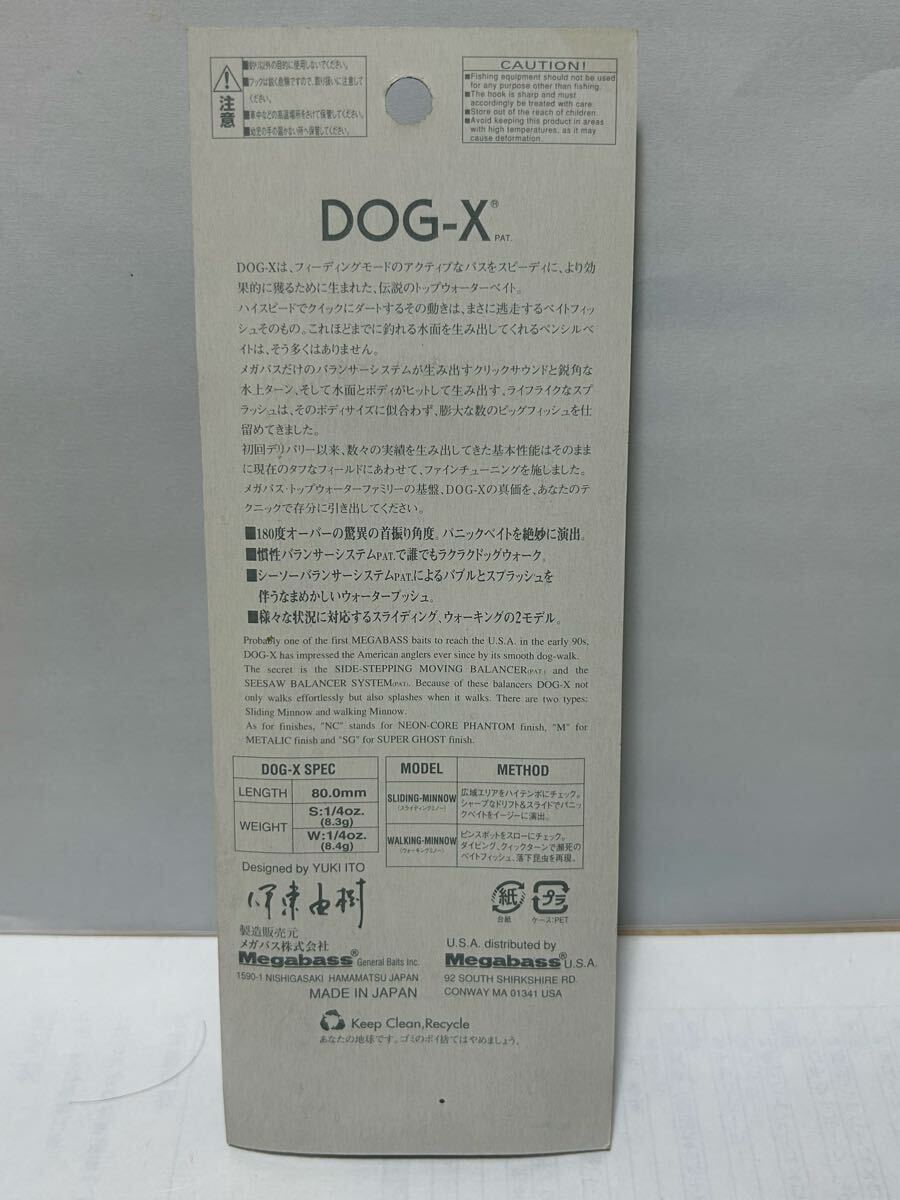 注意
■釣り以外の目的に使用しないでください。
■フックは鋭く危険ですので、取り扱いに注意して
ください。
■車中などの高温場所をさけて保管してください。
■幼児の手の届かない所へ保管してください。
CAUTION!
■Fishing equipment should not be used
for any purpose other than fishing.
■The hook is sharp and must
accordingly be treated with care.
■Store out of the reach of children.
■Avoid keeping this product in areas
with high temperatures, as it may
cause deformation.
DOG-X® PAT.
DOG-Xは、フィーディングモードのアクティブなバスをスピーディに、より効
果的に獲るために生まれた、伝説のトップウォーターベイト。
ハイスピードでクイックにダートするその動きは、まさに逃走するベイトフィッ
シュそのもの。これほどまでに釣れる水面を生み出してくれるペンシルベ
イトは、そう多くはありません。
メガバスだけのバランサーシステムが生み出すクリックサウンドと鋭角な
水上ターン、そして水面とボディがヒットして生み出す、ライフライクなスプ
ラッシュは、そのボディサイズに似合わず、膨大な数のビッグフィッシュを仕
留めてきました。
初回デリバリー以来、数々の実績を生み出してきた基本性能はそのまま
に現在のタフなフィールドにあわせて、ファインチューニングを施しました。
メガバス・トップウォーターファミリーの基盤、DOG-Xの真価を、あなたのテ
クニックで存分に引き出してください。
■180度オーバーの驚異の首振り角度。パニックベイトを絶妙に演出。
■慣性バランサーシステムPAT.で誰でもラクラクドッグウォーク。
■シーソーバランサーシステムPAT.によるバブルとスプラッシュを
伴うなまめかしいウォータープッシュ。
■様々な状況に対応するスライディング、ウォーキングの2モデル。
Probably one of the first MEGABASS baits to reach the U.S.A. in the early 90s,
DOG-X has impressed the American anglers ever since by its smooth dog-walk.
The secret is the SIDE-STEPPING MOVING BALANCER(PAT.) and the
SEESAW BALANCER SYSTEM(PAT). Because of these balancers DOG-X not
only walks effortlessly but also splashes when it walks. There are two types:
Sliding Minnow and walking Minnow.
As for finishes, "NC" stands for NEON-CORE PHANTOM finish, "M" for
METALIC finish and "SG" for SUPER GHOST finish.
DOG-X SPEC
LENGTH 80.0mm
WEIGHT S:1/4oz.
(8.3g)
W:1/4oz.
(8.4g)
MODEL METHOD
SLIDING-MINNOW
(スライディングミノー)
広域エリアをハイテンポにチェック。
シャープなドリフト&スライドでパニッ
クベイトをイージーに演出。
WALKING-MINNOW
(ウォーキングミノー)
ピンスポットをスローにチェック。
ダイビング、クィックターンで瀕死の
ベイトフィッシュ、落下昆虫を再現。
Designed by YUKI ITO
伊東由樹
紙
台紙
プラ
ケース:PET
製造販売元
メガバス株式会社
Megabass® General Baits Inc.
1590-1 NISHIGASAKI HAMAMATSU JAPAN
MADE IN JAPAN
U.S.A. distributed by
Megabass® U.S.A.
92 SOUTH SHIRKSHIRE RD.
CONWAY MA 01341 USA
Keep Clean,Recycle
あなたの地球です。ゴミのポイ捨てはやめましょう。